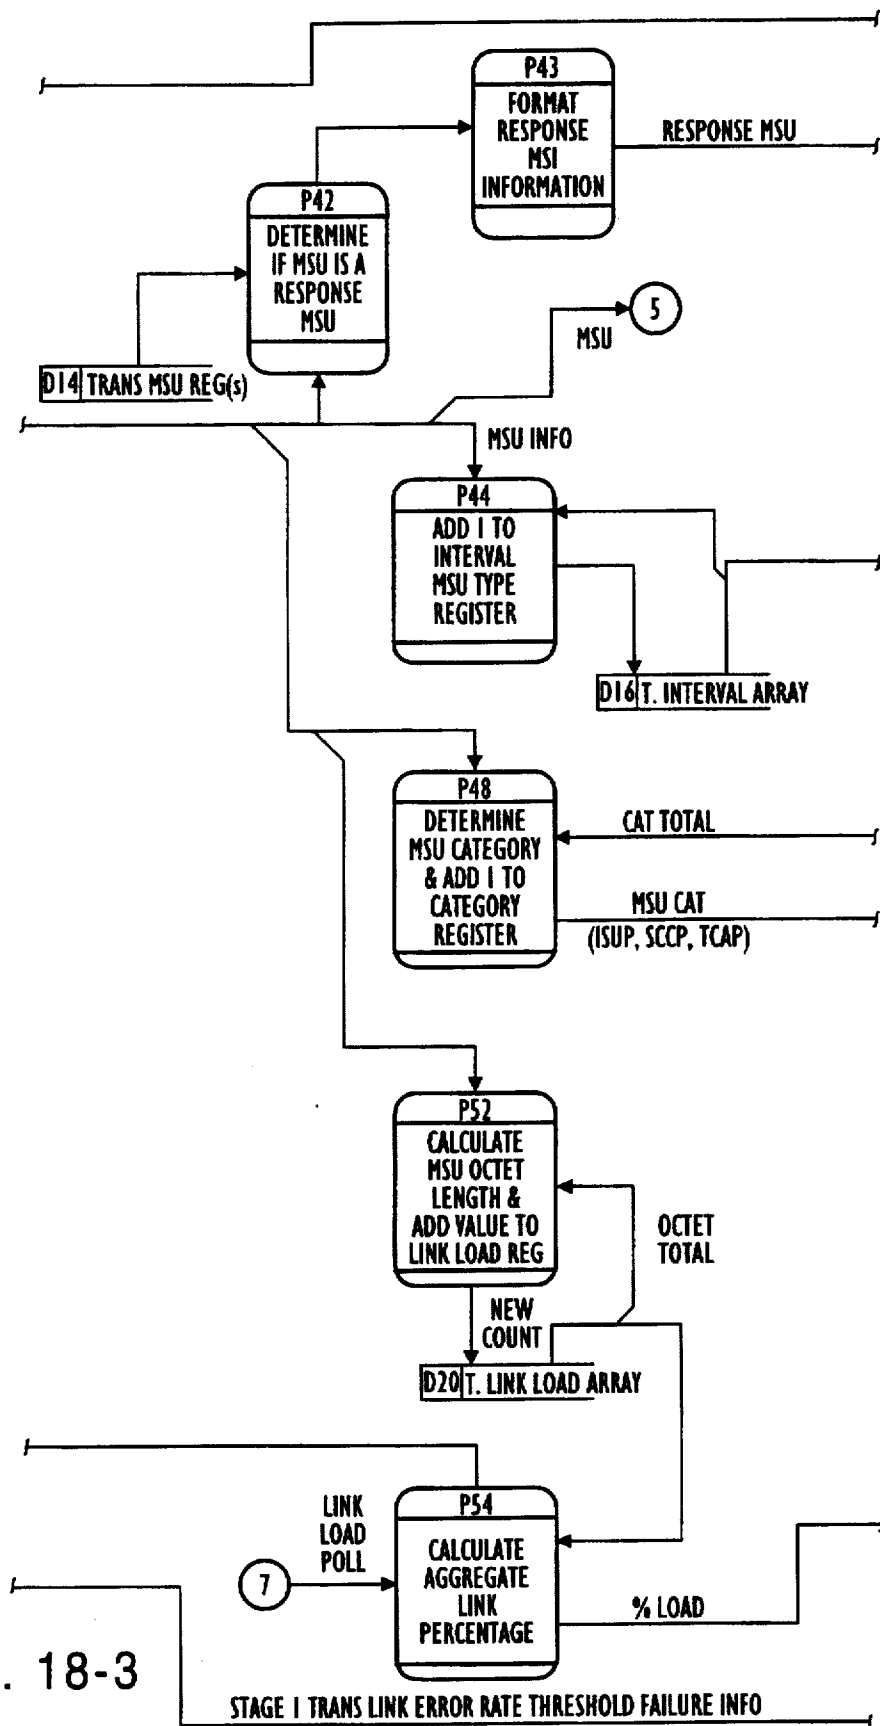 P43
FORMAT
RESPONSE
MSI
INFORMATION
RESPONSE MSU
P42
DETERMINE
IF MSU IS A
RESPONSE
MSU
5
MSU
D14 TRANS MSU REG(s)
MSU INFO
P44
ADD 1 TO
INTERVAL
MSU TYPE
REGISTER
D16 T. INTERVAL ARRAY
P48
DETERMINE
MSU CATEGORY
& ADD 1 TO
CATEGORY
REGISTER
CAT TOTAL
MSU CAT
(ISUP, SCCP, TCAP)
P52
CALCULATE
MSU OCTET
LENGTH &
ADD VALUE TO
LINK LOAD REG
OCTET
TOTAL
NEW
COUNT
D20 T. LINK LOAD ARRAY
LINK
LOAD
POLL
7
P54
CALCULATE
AGGREGATE
LINK
PERCENTAGE
% LOAD
. 18-3
STAGE 1 TRANS LINK ERROR RATE THRESHOLD FAILURE INFO